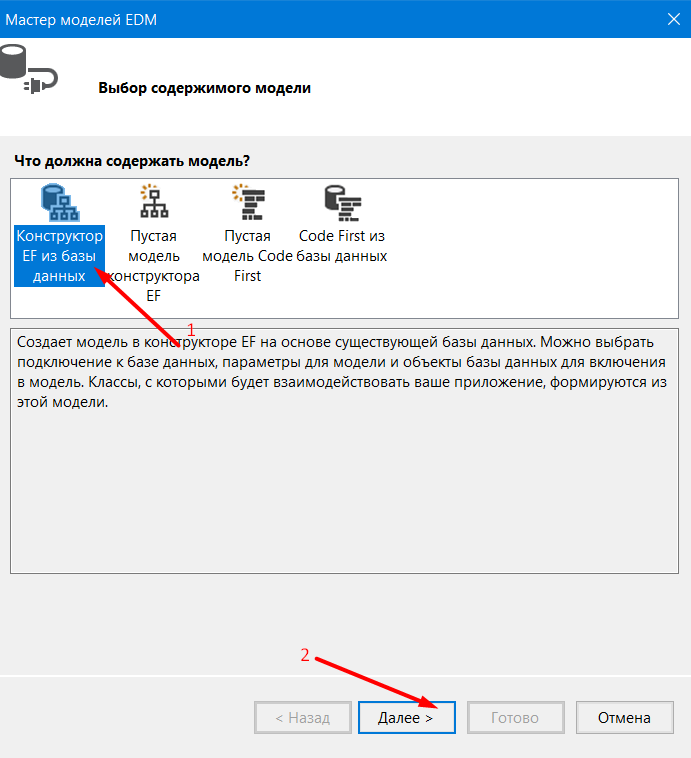 Мастер моделей EDM
Выбор содержимого модели
Что должна содержать модель?
Конструктор
EF из базы
данных
Пустая
модель
конструктора
EF
Пустая
модель Code
First
Code First из
базы данных
1
Создает модель в конструкторе EF на основе существующей базы данных. Можно выбрать
подключение к базе данных, параметры для модели и объекты базы данных для включения
в модель. Классы, с которыми будет взаимодействовать ваше приложение, формируются из
этой модели.
2
< Назад
Далее >
Готово
Отмена